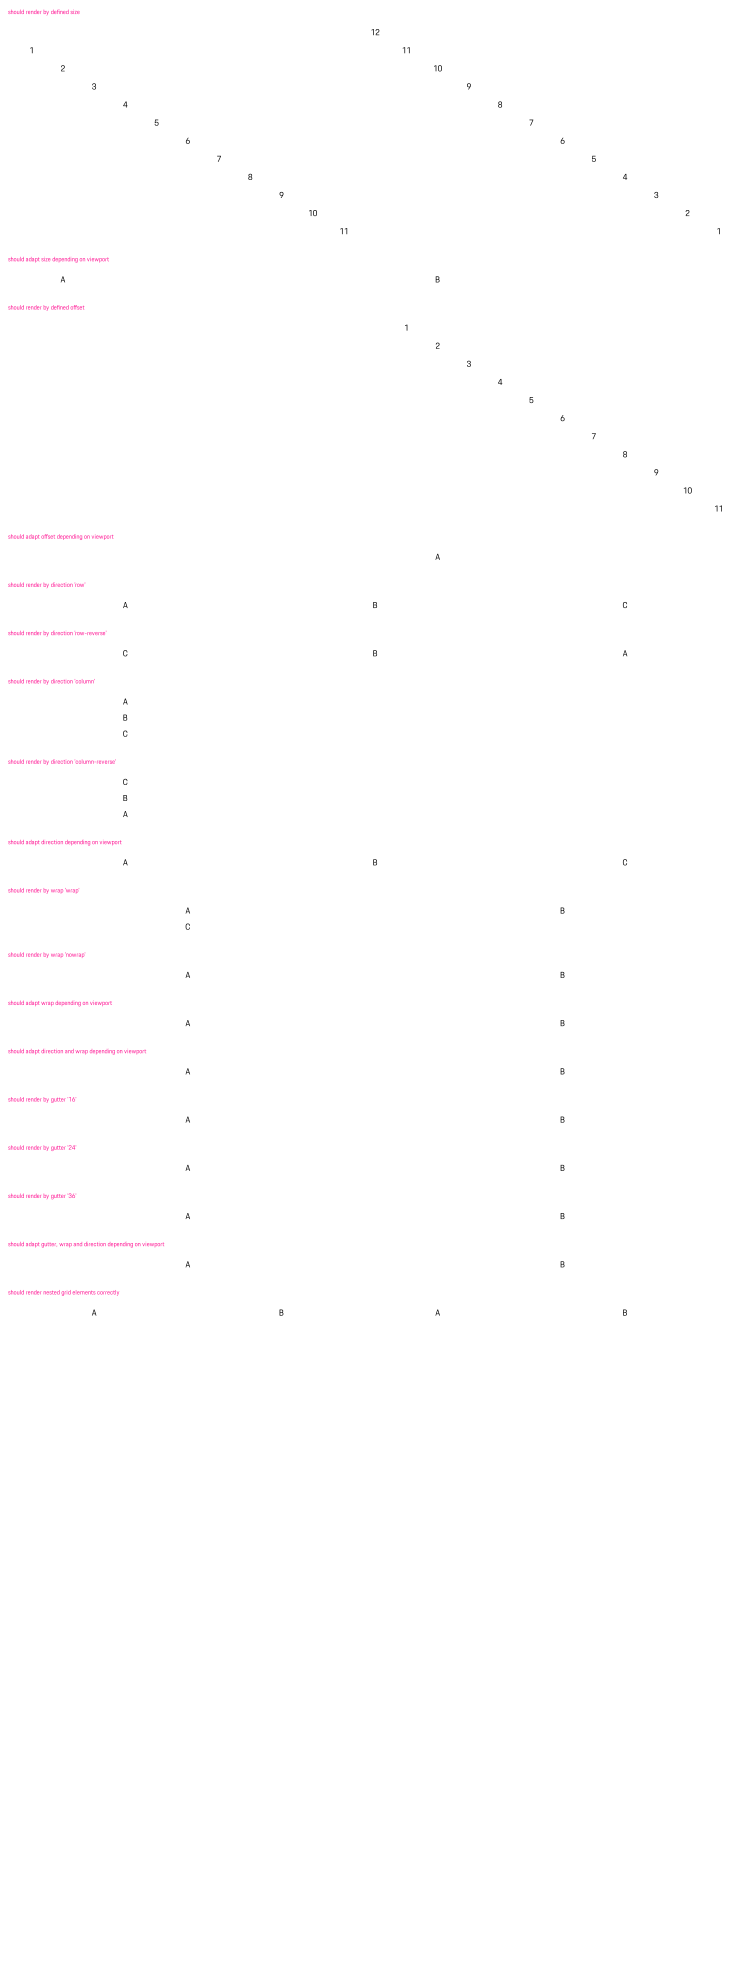 should render by defined size
12
1 11
2 10
3 9
4 8
5 7
6 6
7 5
8 4
9 3
10 2
11 1
should adapt size depending on viewport
A B
should render by defined offset
1
2
3
4
5
6
7
8
9
10
11
should adapt offset depending on viewport
A
should render by direction 'row'
A B C
should render by direction 'row-reverse'
C B A
should render by direction 'column'
A
B
C
should render by direction 'column-reverse'
C
B
A
should adapt direction depending on viewport
A B C
should render by wrap 'wrap'
A B
C
should render by wrap 'nowrap'
A B
should adapt wrap depending on viewport
A B
should adapt direction and wrap depending on viewport
A B
should render by gutter '16'
A B
should render by gutter '24'
A B
should render by gutter '36'
A B
should adapt gutter, wrap and direction depending on viewport
A B
should render nested grid elements correctly
A B A B